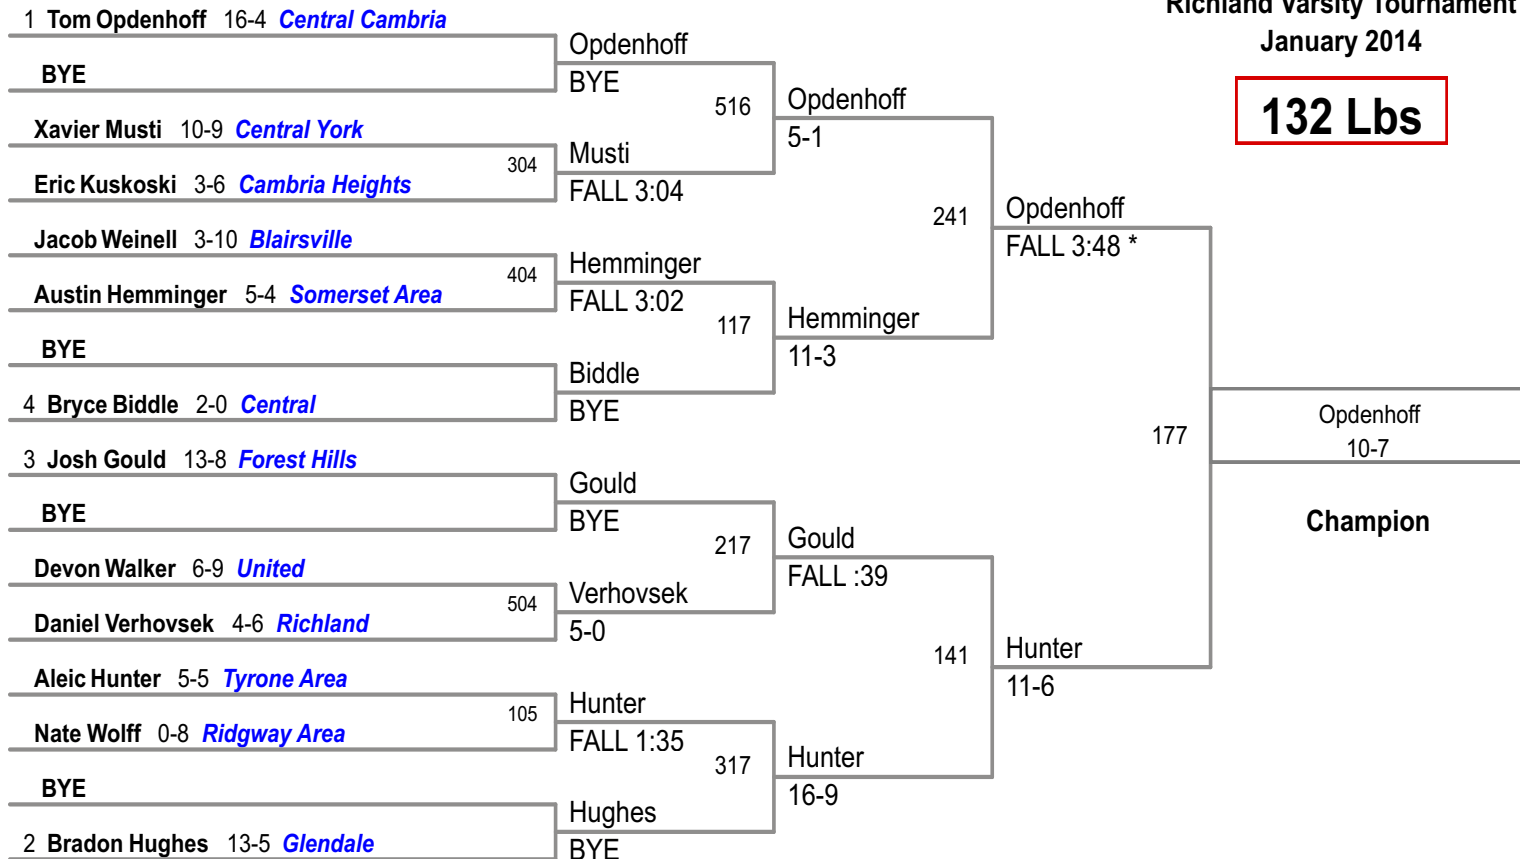 Richland Varsity Tournament
January 2014
132 Lbs
1 Tom Opdenhoff 16-4 Central Cambria
BYE
Xavier Musti 10-9 Central York
Eric Kuskoski 3-6 Cambria Heights
Jacob Weinell 3-10 Blairsville
Austin Hemminger 5-4 Somerset Area
BYE
4 Bryce Biddle 2-0 Central
3 Josh Gould 13-8 Forest Hills
BYE
Devon Walker 6-9 United
Daniel Verhovsek 4-6 Richland
Aleic Hunter 5-5 Tyrone Area
Nate Wolff 0-8 Ridgway Area
BYE
2 Bradon Hughes 13-5 Glendale
304
404
504
105
Opdenhoff
BYE
Musti
FALL 3:04
Hemminger
FALL 3:02
Biddle
BYE
Gould
BYE
Verhovsek
5-0
Hunter
FALL 1:35
Hughes
BYE
516
117
217
317
Opdenhoff
5-1
Hemminger
11-3
Gould
FALL :39
Hunter
16-9
241
141
Opdenhoff
FALL 3:48 *
Hunter
11-6
177
Opdenhoff
10-7
Champion